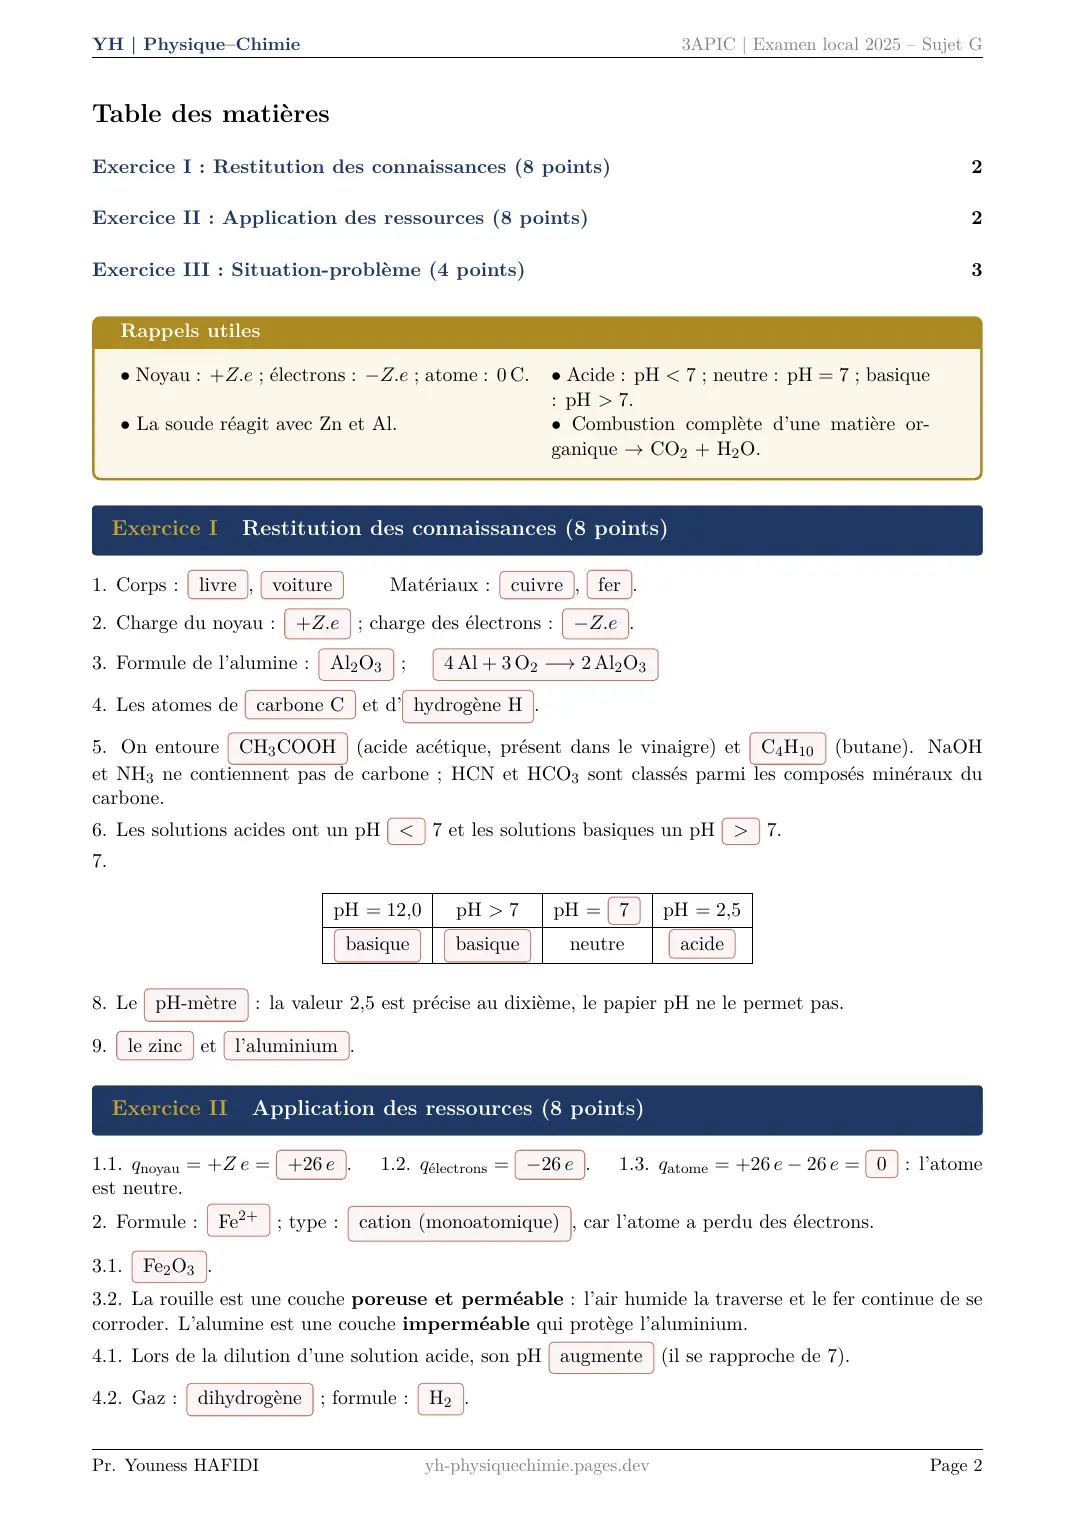 YH | Physique–Chimie
3APIC | Examen local 2025 – Sujet G
Table des matières
Exercice I : Restitution des connaissances (8 points) 2
Exercice II : Application des ressources (8 points) 2
Exercice III : Situation-problème (4 points) 3
Rappels utiles
• Noyau : +Z.e ; électrons : −Z.e ; atome : 0 C.
• Acide : pH < 7 ; neutre : pH = 7 ; basique
: pH > 7.
• La soude réagit avec Zn et Al.
• Combustion complète d'une matière or-
ganique → CO₂ + H₂O.
Exercice I Restitution des connaissances (8 points)
1. Corps : livre , voiture Matériaux : cuivre , fer .
2. Charge du noyau : +Z.e ; charge des électrons : −Z.e .
3. Formule de l'alumine : Al₂O₃ ; 4 Al + 3 O₂ ⟶ 2 Al₂O₃
4. Les atomes de carbone C et d' hydrogène H .
5. On entoure CH₃COOH (acide acétique, présent dans le vinaigre) et C₄H₁₀ (butane). NaOH
et NH₃ ne contiennent pas de carbone ; HCN et HCO₃ sont classés parmi les composés minéraux du
carbone.
6. Les solutions acides ont un pH < 7 et les solutions basiques un pH > 7.
7.
pH = 12,0 pH > 7 pH = 7 pH = 2,5
basique basique neutre acide
8. Le pH-mètre : la valeur 2,5 est précise au dixième, le papier pH ne le permet pas.
9. le zinc et l'aluminium .
Exercice II Application des ressources (8 points)
1.1. q_noyau = +Z e = +26 e . 1.2. q_électrons = −26 e . 1.3. q_atome = +26 e − 26 e = 0 : l'atome
est neutre.
2. Formule : Fe²⁺ ; type : cation (monoatomique) , car l'atome a perdu des électrons.
3.1. Fe₂O₃ .
3.2. La rouille est une couche poreuse et perméable : l'air humide la traverse et le fer continue de se
corroder. L'alumine est une couche imperméable qui protège l'aluminium.
4.1. Lors de la dilution d'une solution acide, son pH augmente (il se rapproche de 7).
4.2. Gaz : dihydrogène ; formule : H₂ .
Pr. Youness HAFIDI
yh-physiquechimie.pages.dev
Page 2